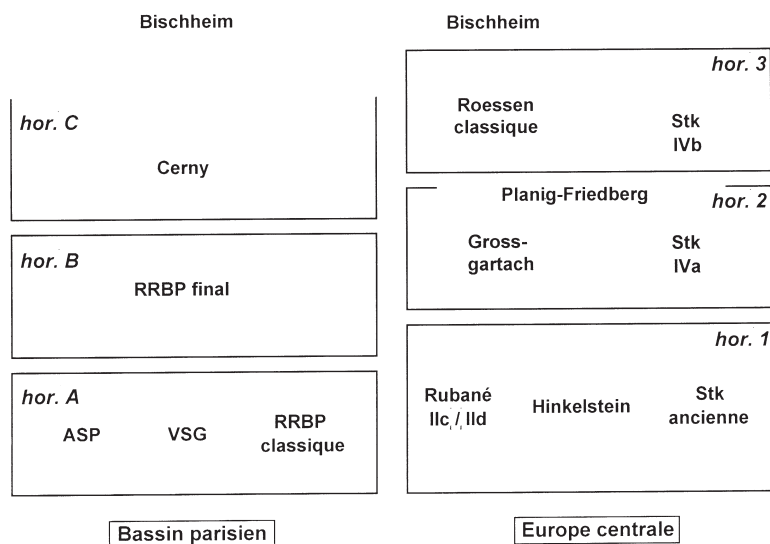 Bischheim
hor. C
Cerny
hor. B
RRBP final
hor. A
ASP VSG RRBP
classique
Bassin parisien
Bischheim
hor. 3
Roessen
classique
Stk
IVb
Planig-Friedberg
hor. 2
Gross-
gartach
Stk
IVa
hor. 1
Rubané
IIc / IId
Hinkelstein
Stk
ancienne
Europe centrale